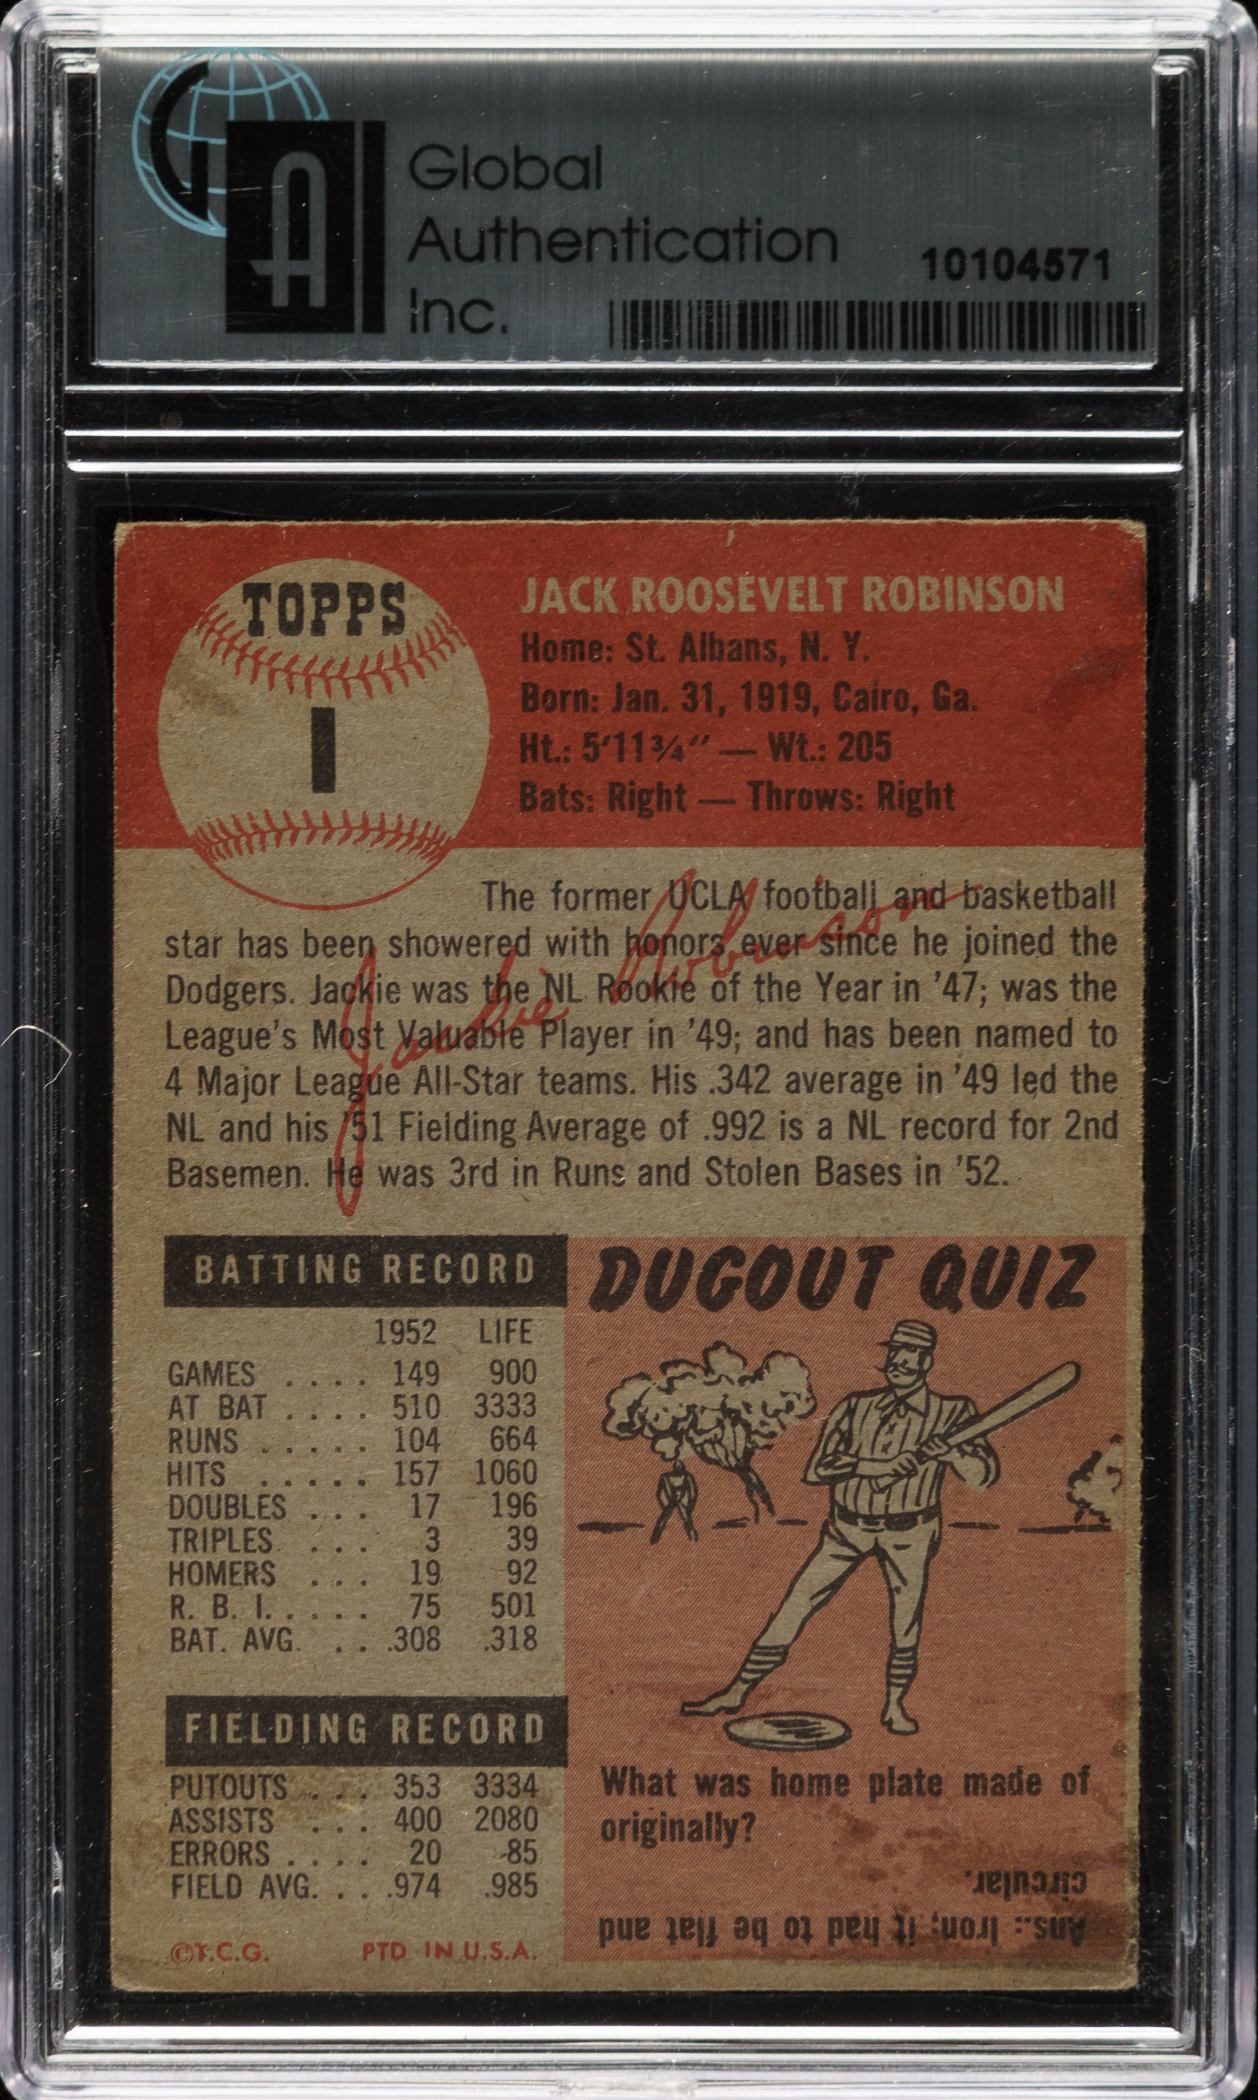 Global
Authentication
Inc.
10104571
TOPPS
1
JACK ROOSEVELT ROBINSON
Home: St. Albans, N. Y.
Born: Jan. 31, 1919, Cairo, Ga.
Ht.: 5'11¾" — Wt.: 205
Bats: Right — Throws: Right
The former UCLA football and basketball
star has been showered with honors ever since he joined the
Dodgers. Jackie was the NL Rookie of the Year in '47; was the
League's Most Valuable Player in '49; and has been named to
4 Major League All-Star teams. His .342 average in '49 led the
NL and his '51 Fielding Average of .992 is a NL record for 2nd
Basemen. He was 3rd in Runs and Stolen Bases in '52.
Jackie Robinson
BATTING RECORD
1952 LIFE
GAMES .... 149 900
AT BAT .... 510 3333
RUNS ..... 104 664
HITS ..... 157 1060
DOUBLES ... 17 196
TRIPLES ... 3 39
HOMERS ... 19 92
R. B. I. .... 75 501
BAT. AVG. ... .308 .318
FIELDING RECORD
PUTOUTS ... 353 3334
ASSISTS ... 400 2080
ERRORS .... 20 85
FIELD AVG. ... .974 .985
©T.C.G. PTD IN U.S.A.
DUGOUT QUIZ
What was home plate made of
originally?
Ans.: Iron; it had to be flat and
circular.